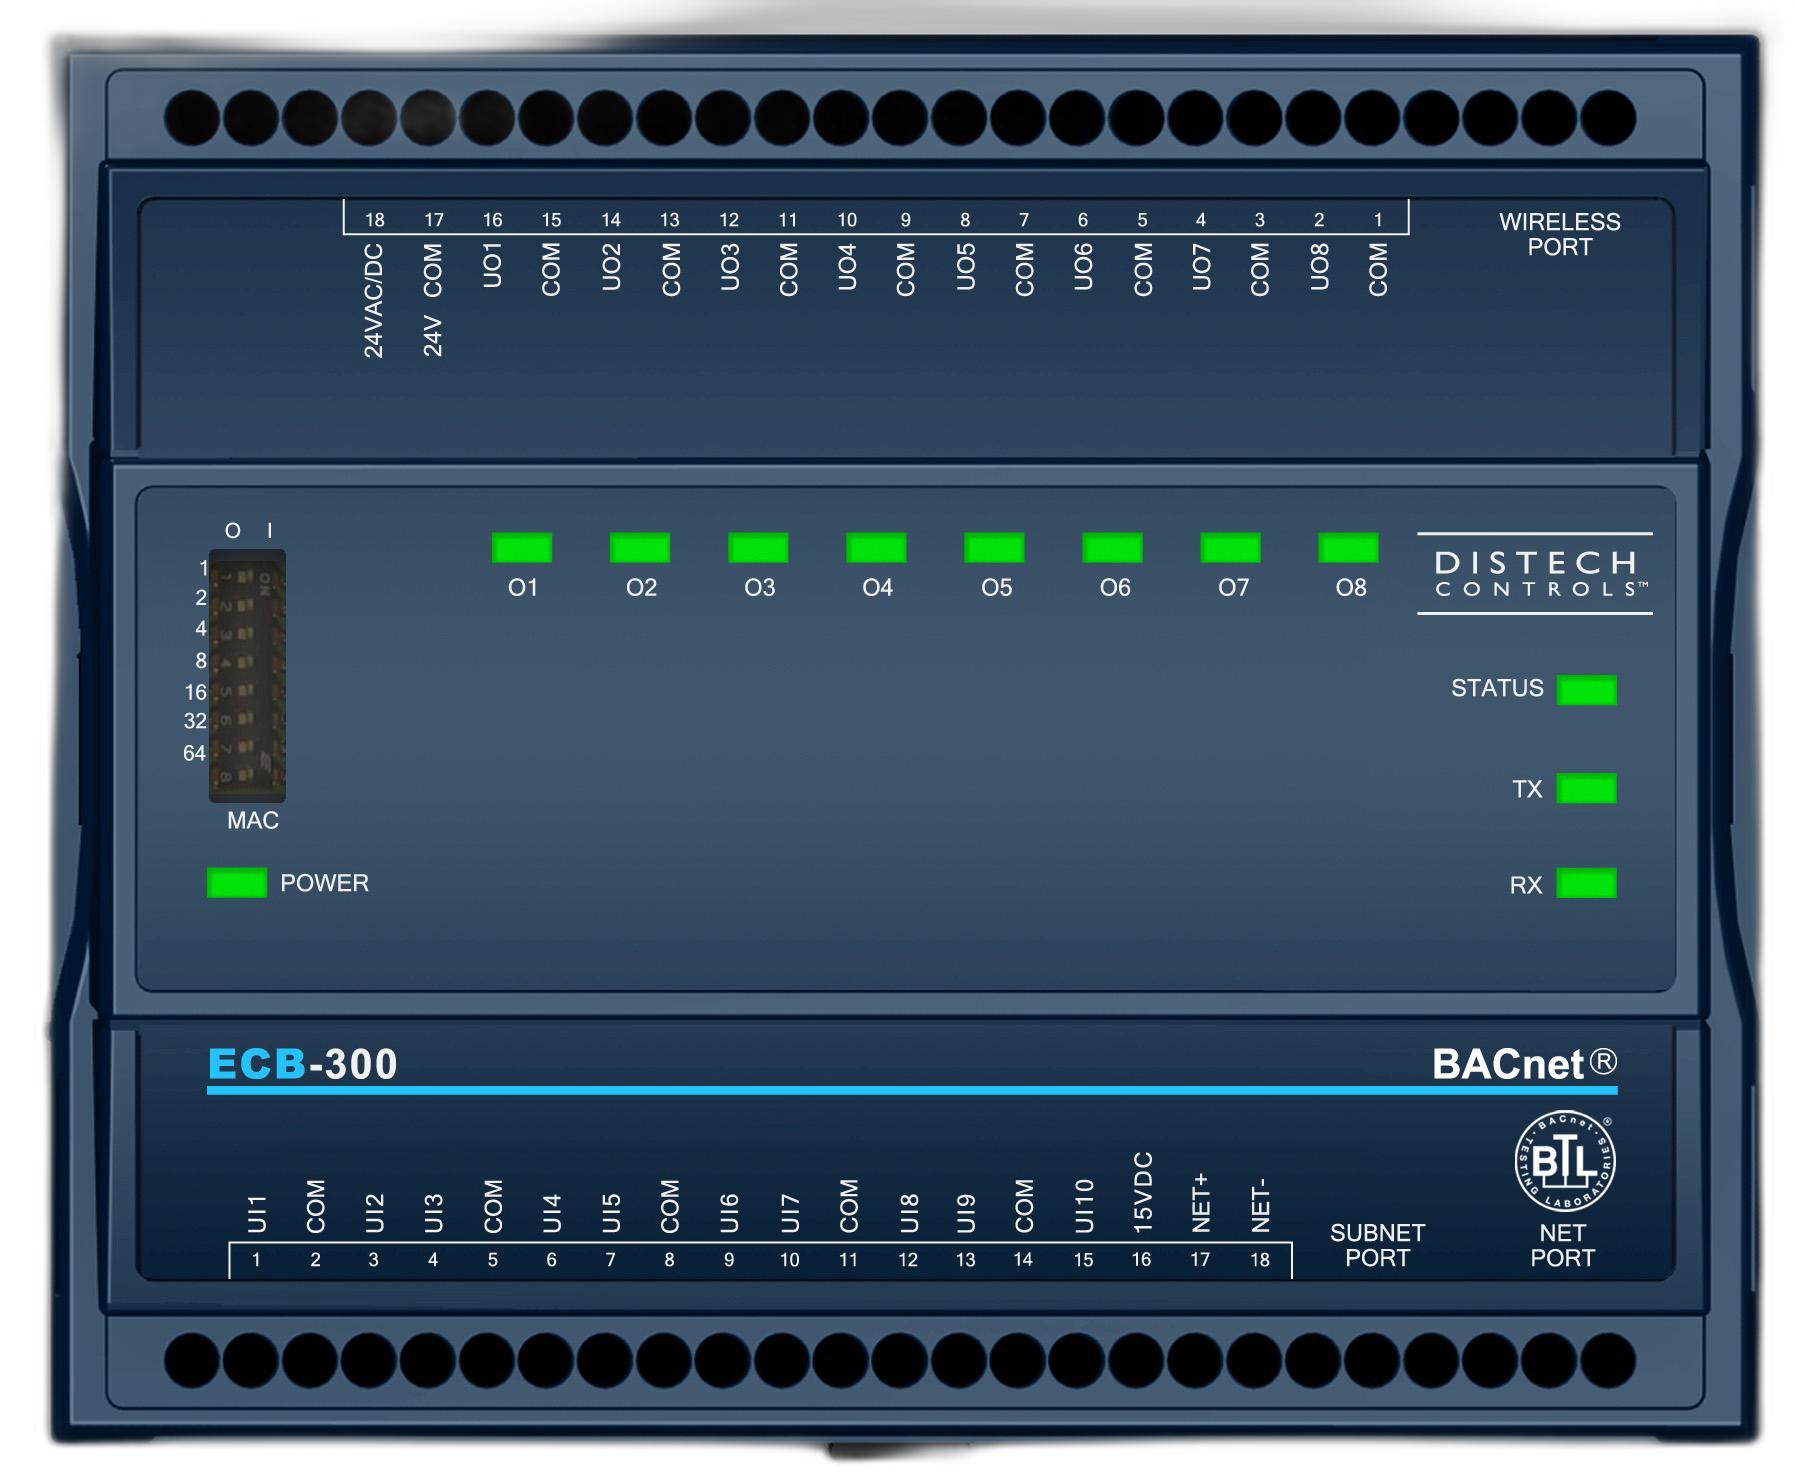 18 17 16 15 14 13 12 11 10 9 8 7 6 5 4 3 2 1
24VAC/DC
24V COM
UO1
COM
UO2
COM
UO3
COM
UO4
COM
UO5
COM
UO6
COM
UO7
COM
UO8
COM
WIRELESS
PORT
O I
1
2
4
8
16
32
64
1 ON
2
3
4
5
6
7
8
MAC
POWER
O1 O2 O3 O4 O5 O6 O7 O8
DISTECH
CONTROLS™
STATUS
TX
RX
ECB-300
BACnet®
BACnet ®
TESTING LABORATORIES
BTL
UI1
COM
UI2
UI3
COM
UI4
UI5
COM
UI6
UI7
COM
UI8
UI9
COM
UI10
15VDC
NET+
NET-
1 2 3 4 5 6 7 8 9 10 11 12 13 14 15 16 17 18
SUBNET
PORT
NET
PORT